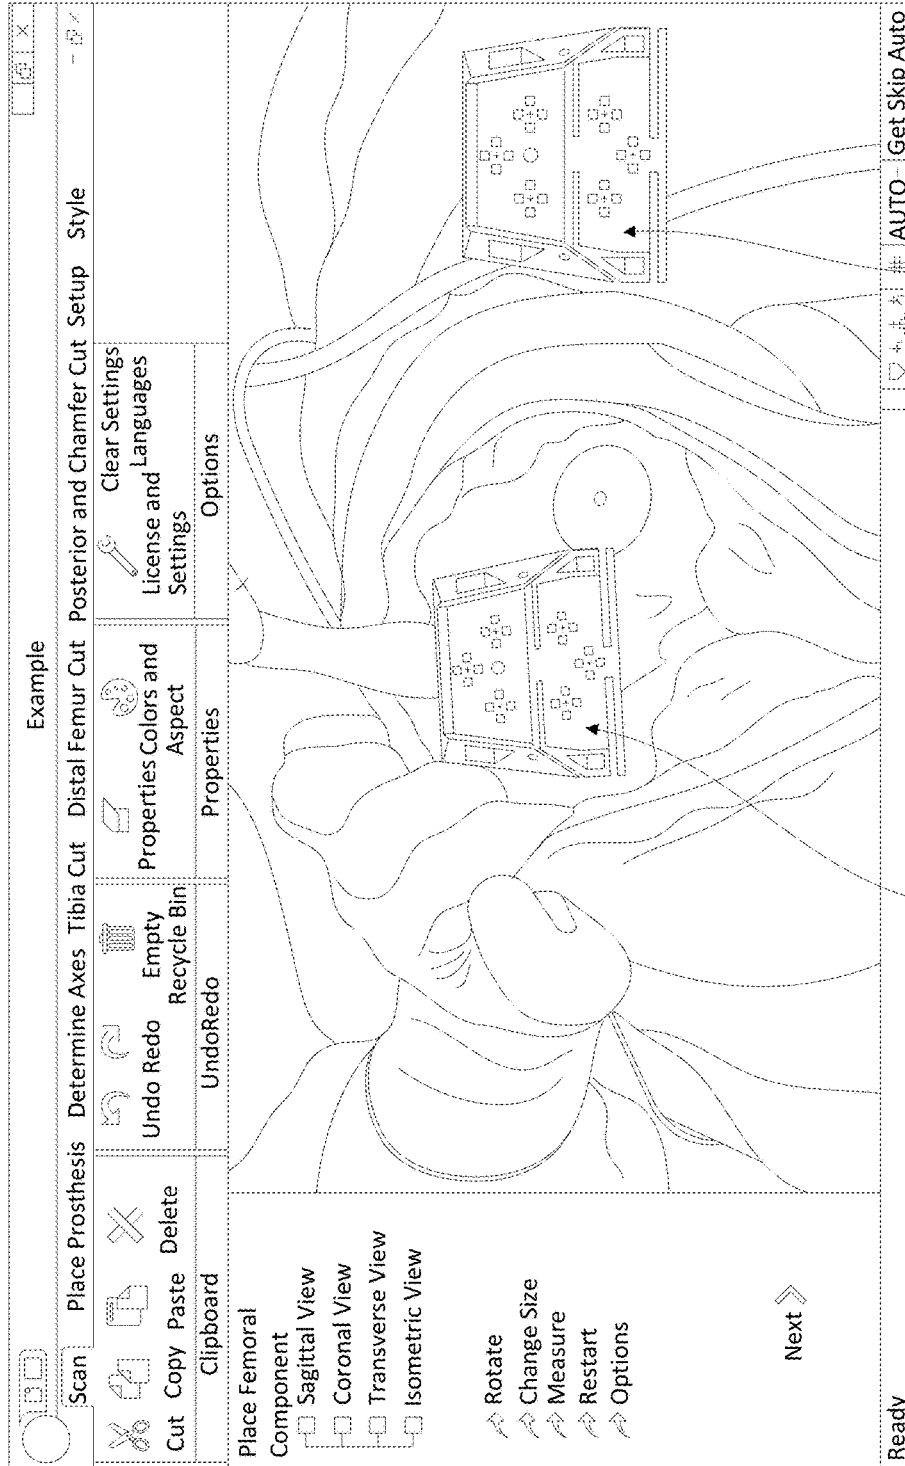 Example
Scan Place Prosthesis Determine Axes Tibia Cut Distal Femur Cut Posterior and Chamfer Cut Setup Style
Cut Copy Paste Delete
Clipboard
Undo Redo Empty
Recycle Bin
UndoRedo
Properties Colors and
Aspect
Properties
Clear Settings
License and Languages
Settings
Options
Place Femoral
Component
Sagittal View
Coronal View
Transverse View
Isometric View
Rotate
Change Size
Measure
Restart
Options
Next
Ready
AUTO Get Skip Auto